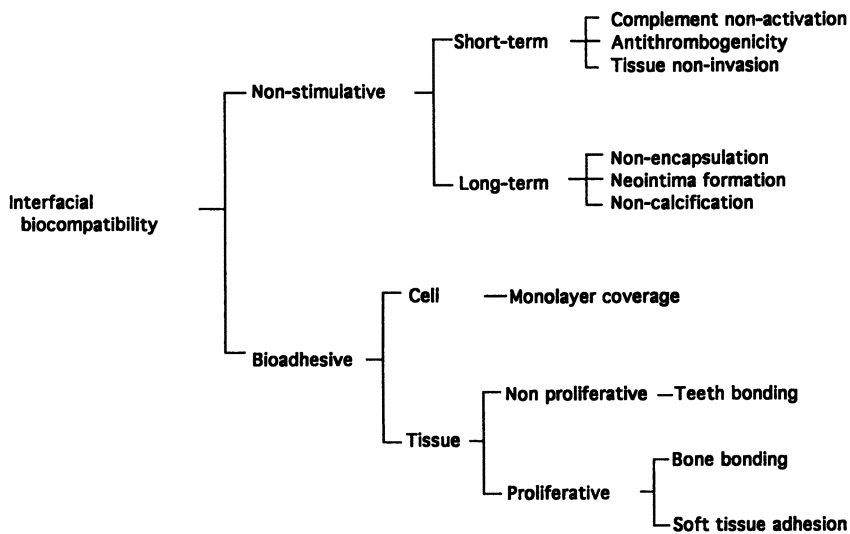 Interfacial
biocompatibility
Non-stimulative
Short-term
Complement non-activation
Antithrombogenicity
Tissue non-invasion
Long-term
Non-encapsulation
Neointima formation
Non-calcification
Bioadhesive
Cell
Monolayer coverage
Tissue
Non proliferative
Teeth bonding
Proliferative
Bone bonding
Soft tissue adhesion